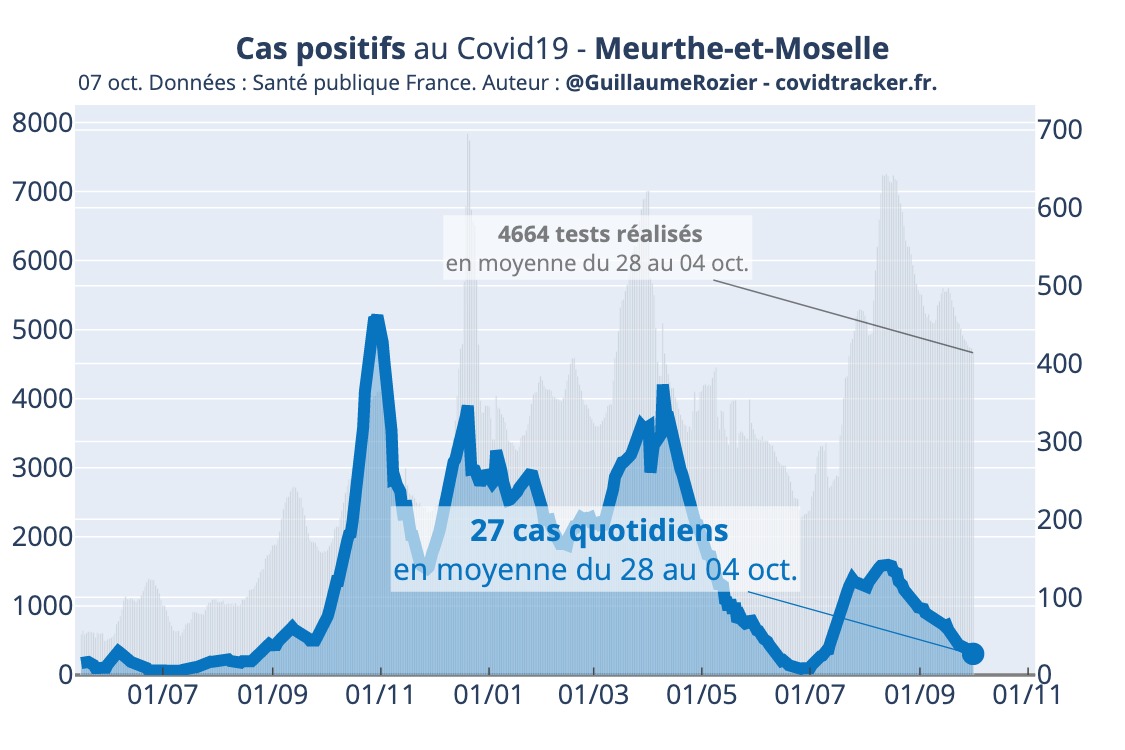 Cas positifs au Covid19 - Meurthe-et-Moselle
07 oct. Données : Santé publique France. Auteur : @GuillaumeRozier - covidtracker.fr.
8000
7000
6000
5000
4000
3000
2000
1000
0
700
600
500
400
300
200
100
0
4664 tests réalisés
en moyenne du 28 au 04 oct.
27 cas quotidiens
en moyenne du 28 au 04 oct.
01/07 01/09 01/11 01/01 01/03 01/05 01/07 01/09 01/11